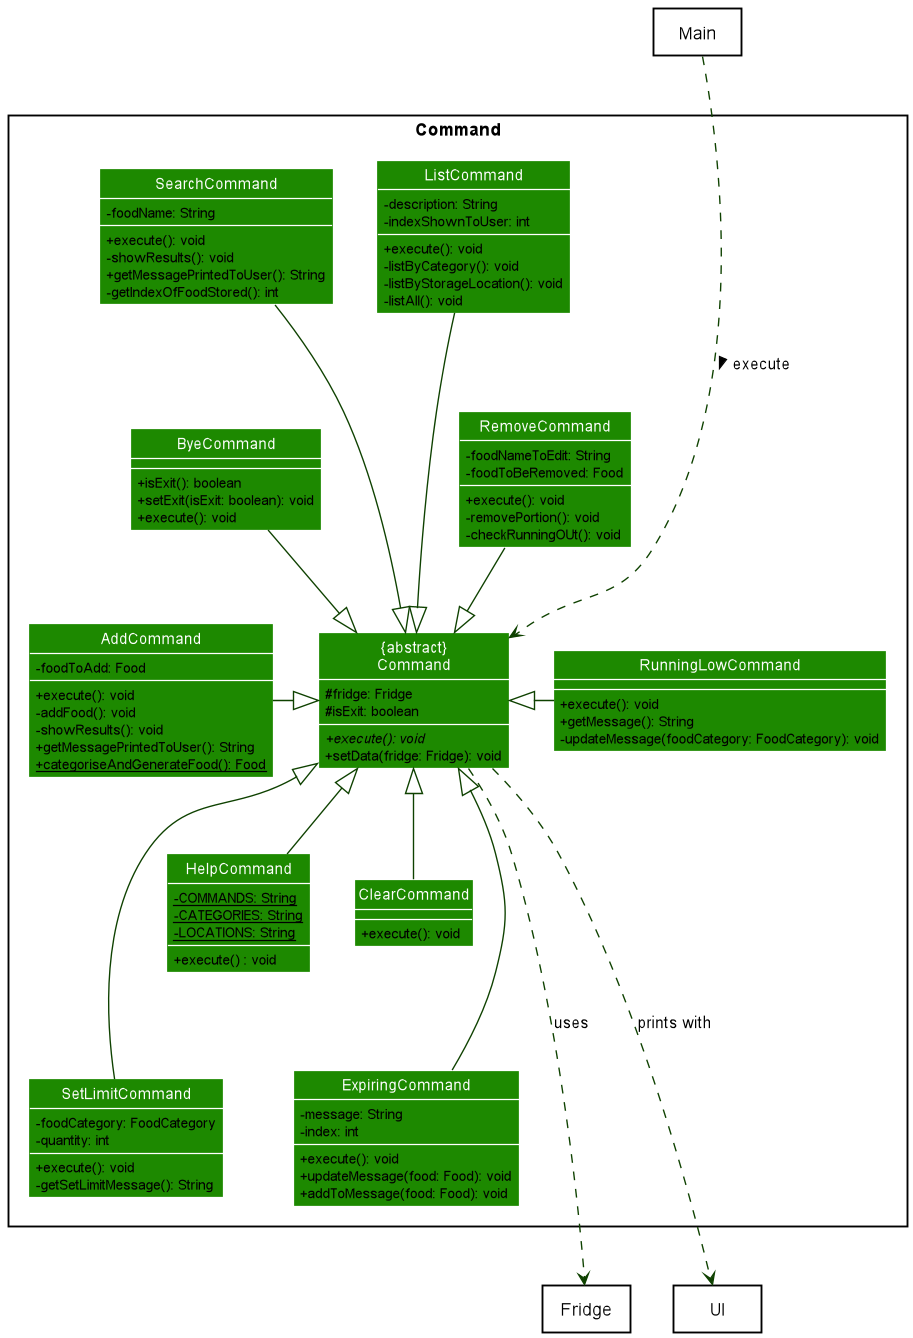 Main
Command
SearchCommand
-foodName: String
+execute(): void
-showResults(): void
+getMessagePrintedToUser(): String
-getIndexOfFoodStored(): int
ListCommand
-description: String
-indexShownToUser: int
+execute(): void
-listByCategory(): void
-listByStorageLocation(): void
-listAll(): void
execute
ByeCommand
+isExit(): boolean
+setExit(isExit: boolean): void
+execute(): void
RemoveCommand
-foodNameToEdit: String
-foodToBeRemoved: Food
+execute(): void
-removePortion(): void
-checkRunningOUt(): void
AddCommand
-foodToAdd: Food
+execute(): void
-addFood(): void
-showResults(): void
+getMessagePrintedToUser(): String
+categoriseAndGenerateFood(): Food
{abstract}
Command
#fridge: Fridge
#isExit: boolean
+execute(): void
+setData(fridge: Fridge): void
RunningLowCommand
+execute(): void
+getMessage(): String
-updateMessage(foodCategory: FoodCategory): void
HelpCommand
-COMMANDS: String
-CATEGORIES: String
-LOCATIONS: String
+execute() : void
ClearCommand
+execute(): void
uses
prints with
SetLimitCommand
-foodCategory: FoodCategory
-quantity: int
+execute(): void
-getSetLimitMessage(): String
ExpiringCommand
-message: String
-index: int
+execute(): void
+updateMessage(food: Food): void
+addToMessage(food: Food): void
Fridge
UI